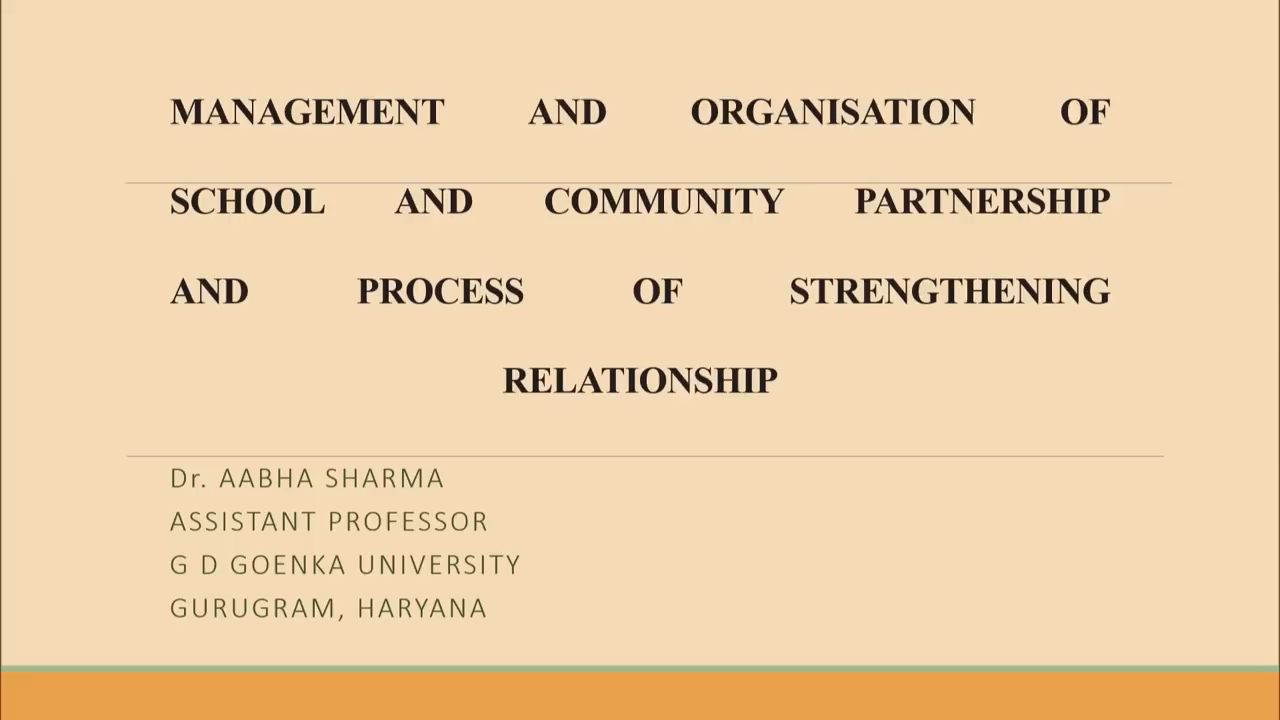 MANAGEMENT AND ORGANISATION OF
SCHOOL AND COMMUNITY PARTNERSHIP
AND PROCESS OF STRENGTHENING
RELATIONSHIP
Dr. AABHA SHARMA
ASSISTANT PROFESSOR
G D GOENKA UNIVERSITY
GURUGRAM, HARYANA